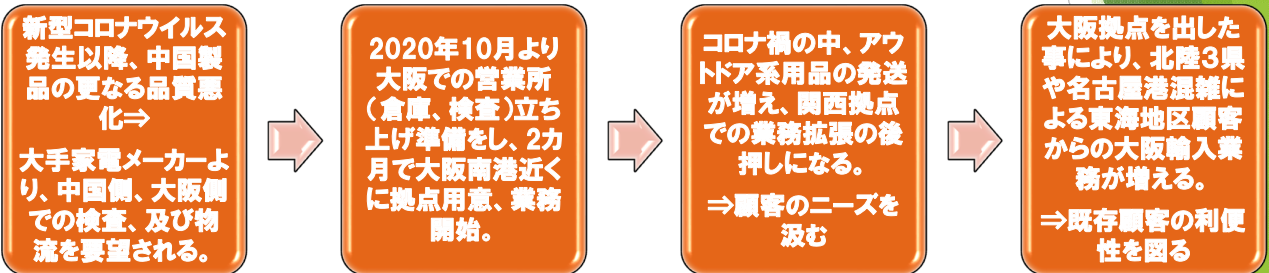 新型コロナウイルス
発生以降、中国製
品の更なる品質悪
化⇒
大手家電メーカーよ
り、中国側、大阪側
での検査、及び物
流を要望される。
2020年10月より
大阪での営業所
（倉庫、検査）立ち
上げ準備をし、2カ
月で大阪南港近く
に拠点用意、業務
開始。
コロナ禍の中、アウ
トドア系用品の発送
が増え、関西拠点
での業務拡張の後
押しになる。
⇒顧客のニーズを
汲む
大阪拠点を出した
事により、北陸３県
や名古屋港混雑に
よる東海地区顧客
からの大阪輸入業
務が増える。
⇒既存顧客の利便
性を図る